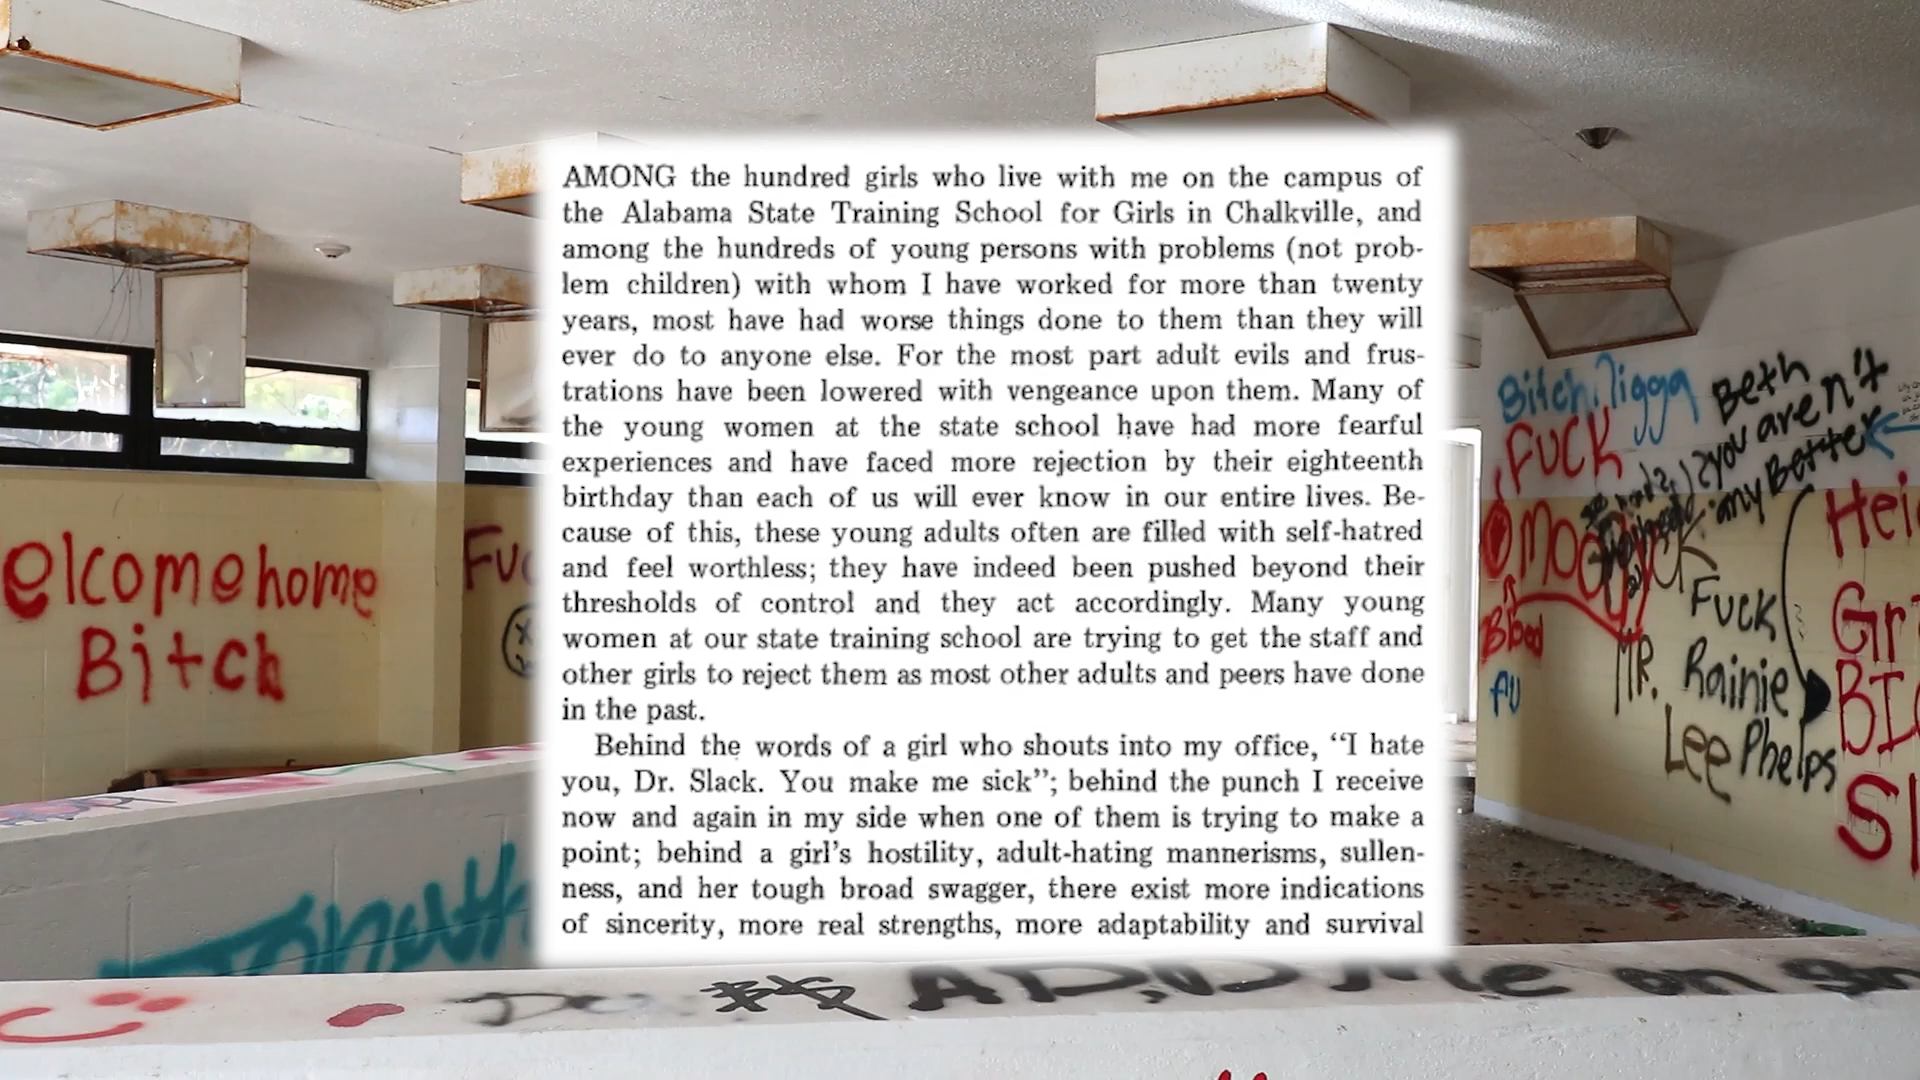 AMONG the hundred girls who live with me on the campus of
the Alabama State Training School for Girls in Chalkville, and
among the hundreds of young persons with problems (not prob-
lem children) with whom I have worked for more than twenty
years, most have had worse things done to them than they will
ever do to anyone else. For the most part adult evils and frus-
trations have been lowered with vengeance upon them. Many of
the young women at the state school have had more fearful
experiences and have faced more rejection by their eighteenth
birthday than each of us will ever know in our entire lives. Be-
cause of this, these young adults often are filled with self-hatred
and feel worthless; they have indeed been pushed beyond their
thresholds of control and they act accordingly. Many young
women at our state training school are trying to get the staff and
other girls to reject them as most other adults and peers have done
in the past.
Behind the words of a girl who shouts into my office, “I hate
you, Dr. Slack. You make me sick”; behind the punch I receive
now and again in my side when one of them is trying to make a
point; behind a girl’s hostility, adult-hating mannerisms, sullen-
ness, and her tough broad swagger, there exist more indications
of sincerity, more real strengths, more adaptability and survival
elcome home
Bitch
Fuc
Bitch
FUCK
Beth
you aren't
any Better
Blood
FU
Fuck
MR.
Rainie
Lee Phelps
Hei
Gr
BI
ADD Me on Sn